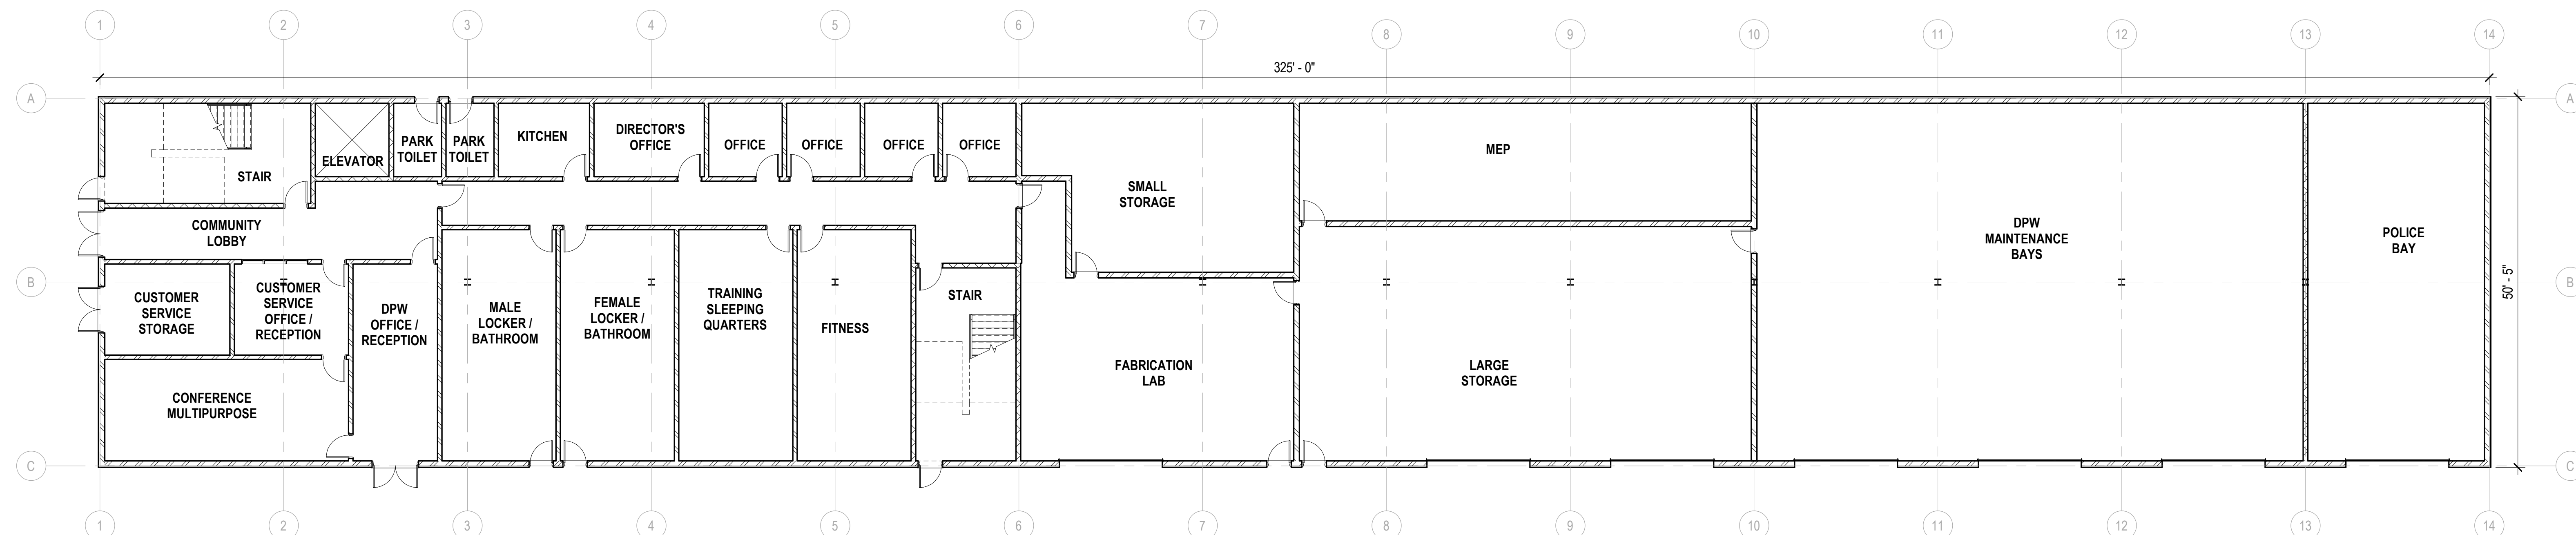 1 2 3 4 5 6 7 8 9 10 11 12 13 14
325' - 0"
A A
PARK
TOILET
PARK
TOILET
KITCHEN
DIRECTOR'S
OFFICE
OFFICE
OFFICE
OFFICE
OFFICE
ELEVATOR
STAIR
MEP
SMALL
STORAGE
COMMUNITY
LOBBY
DPW
MAINTENANCE
BAYS
POLICE
BAY
B B
50' - 5"
CUSTOMER
SERVICE
STORAGE
CUSTOMER
SERVICE
OFFICE /
RECEPTION
DPW
OFFICE /
RECEPTION
MALE
LOCKER /
BATHROOM
FEMALE
LOCKER /
BATHROOM
TRAINING
SLEEPING
QUARTERS
FITNESS
STAIR
FABRICATION
LAB
LARGE
STORAGE
CONFERENCE
MULTIPURPOSE
C C
1 2 3 4 5 6 7 8 9 10 11 12 13 14